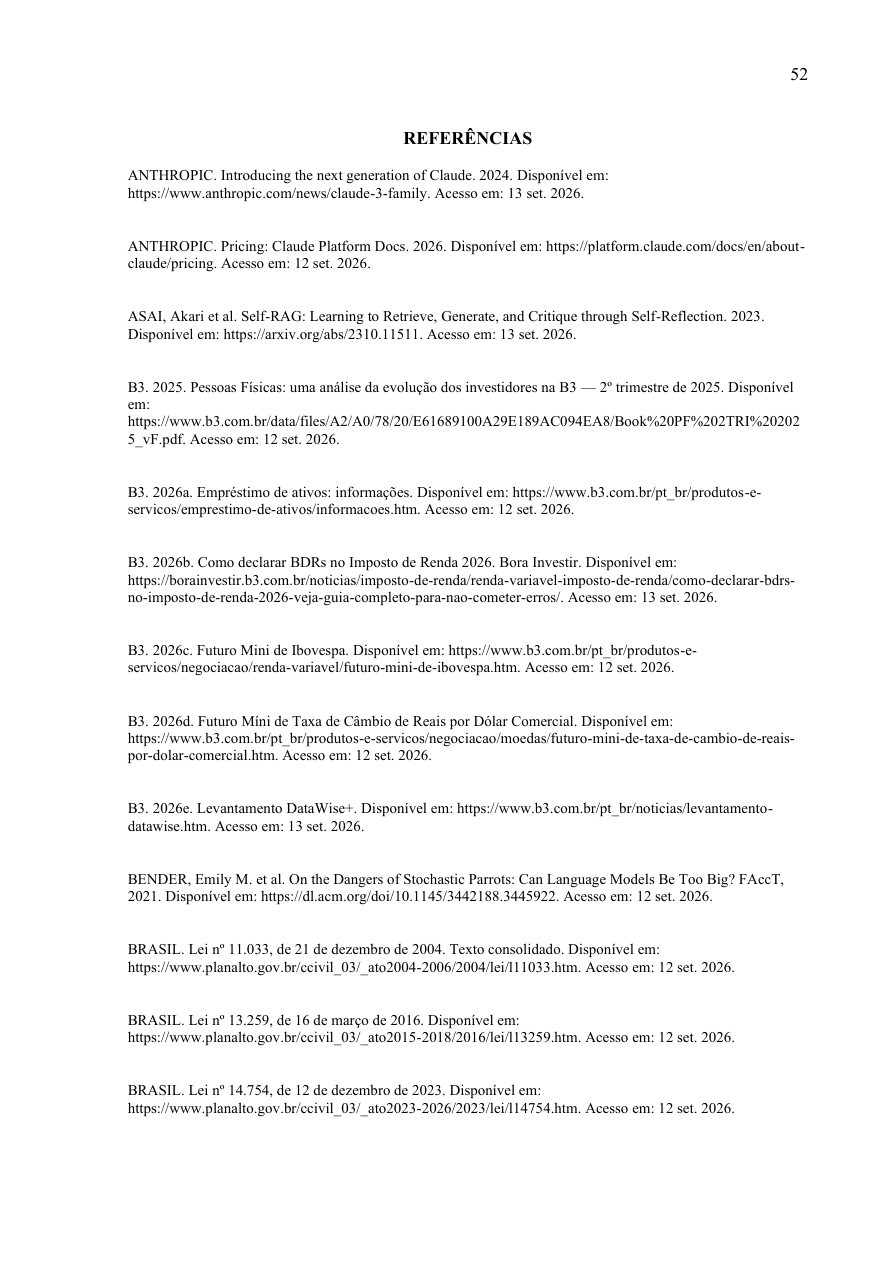 52
REFERÊNCIAS
ANTHROPIC. Introducing the next generation of Claude. 2024. Disponível em:
https://www.anthropic.com/news/claude-3-family. Acesso em: 13 set. 2026.
ANTHROPIC. Pricing: Claude Platform Docs. 2026. Disponível em: https://platform.claude.com/docs/en/about-
claude/pricing. Acesso em: 12 set. 2026.
ASAI, Akari et al. Self-RAG: Learning to Retrieve, Generate, and Critique through Self-Reflection. 2023.
Disponível em: https://arxiv.org/abs/2310.11511. Acesso em: 13 set. 2026.
B3. 2025. Pessoas Físicas: uma análise da evolução dos investidores na B3 — 2º trimestre de 2025. Disponível
em:
https://www.b3.com.br/data/files/A2/A0/78/20/E61689100A29E189AC094EA8/Book%20PF%202TRI%20202
5_vF.pdf. Acesso em: 12 set. 2026.
B3. 2026a. Empréstimo de ativos: informações. Disponível em: https://www.b3.com.br/pt_br/produtos-e-
servicos/emprestimo-de-ativos/informacoes.htm. Acesso em: 12 set. 2026.
B3. 2026b. Como declarar BDRs no Imposto de Renda 2026. Bora Investir. Disponível em:
https://borainvestir.b3.com.br/noticias/imposto-de-renda/renda-variavel-imposto-de-renda/como-declarar-bdrs-
no-imposto-de-renda-2026-veja-guia-completo-para-nao-cometer-erros/. Acesso em: 13 set. 2026.
B3. 2026c. Futuro Mini de Ibovespa. Disponível em: https://www.b3.com.br/pt_br/produtos-e-
servicos/negociacao/renda-variavel/futuro-mini-de-ibovespa.htm. Acesso em: 12 set. 2026.
B3. 2026d. Futuro Míni de Taxa de Câmbio de Reais por Dólar Comercial. Disponível em:
https://www.b3.com.br/pt_br/produtos-e-servicos/negociacao/moedas/futuro-mini-de-taxa-de-cambio-de-reais-
por-dolar-comercial.htm. Acesso em: 12 set. 2026.
B3. 2026e. Levantamento DataWise+. Disponível em: https://www.b3.com.br/pt_br/noticias/levantamento-
datawise.htm. Acesso em: 13 set. 2026.
BENDER, Emily M. et al. On the Dangers of Stochastic Parrots: Can Language Models Be Too Big? FAccT,
2021. Disponível em: https://dl.acm.org/doi/10.1145/3442188.3445922. Acesso em: 12 set. 2026.
BRASIL. Lei nº 11.033, de 21 de dezembro de 2004. Texto consolidado. Disponível em:
https://www.planalto.gov.br/ccivil_03/_ato2004-2006/2004/lei/l11033.htm. Acesso em: 12 set. 2026.
BRASIL. Lei nº 13.259, de 16 de março de 2016. Disponível em:
https://www.planalto.gov.br/ccivil_03/_ato2015-2018/2016/lei/l13259.htm. Acesso em: 12 set. 2026.
BRASIL. Lei nº 14.754, de 12 de dezembro de 2023. Disponível em:
https://www.planalto.gov.br/ccivil_03/_ato2023-2026/2023/lei/l14754.htm. Acesso em: 12 set. 2026.